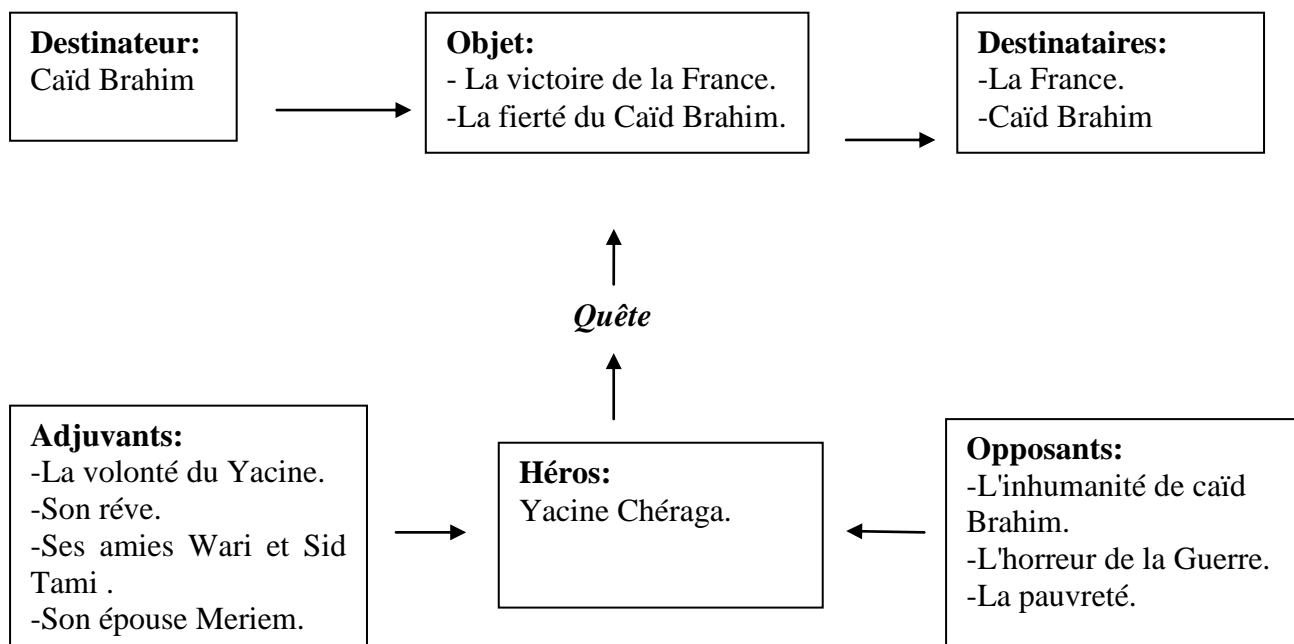 Destinateur:
Caïd Brahim
Objet:
- La victoire de la France.
-La fierté du Caïd Brahim.
Destinataires:
-La France.
-Caïd Brahim
Quête
Adjuvants:
-La volonté du Yacine.
-Son réve.
-Ses amies Wari et Sid
Tami .
-Son épouse Meriem.
Héros:
Yacine Chéraga.
Opposants:
-L'inhumanité de caïd
Brahim.
-L'horreur de la Guerre.
-La pauvreté.